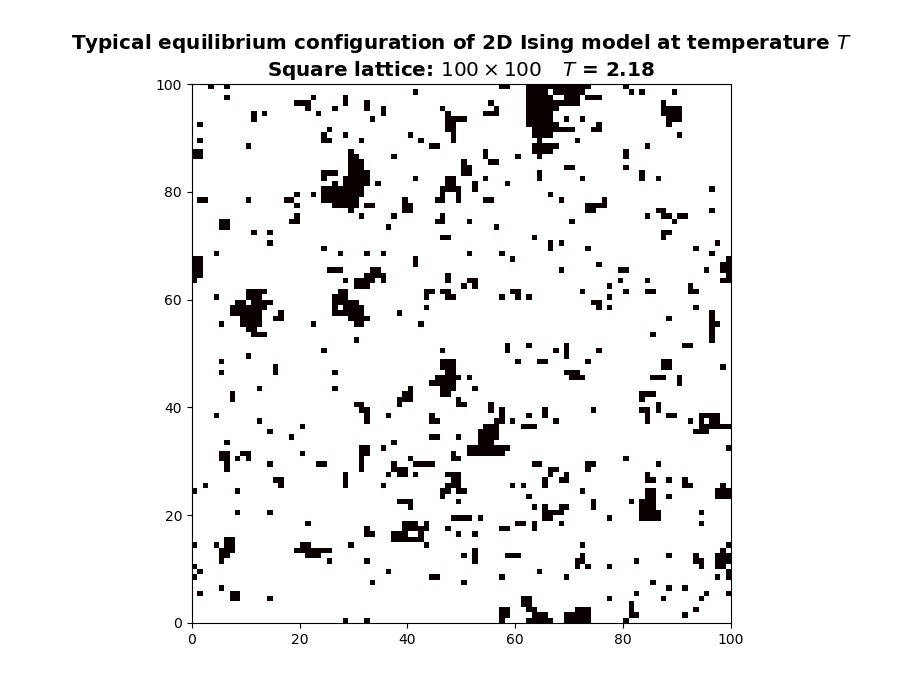 Typical equilibrium configuration of 2D Ising model at temperature T
Square lattice: 100 × 100 T = 2.18
100
80
60
40
20
0
0 20 40 60 80 100